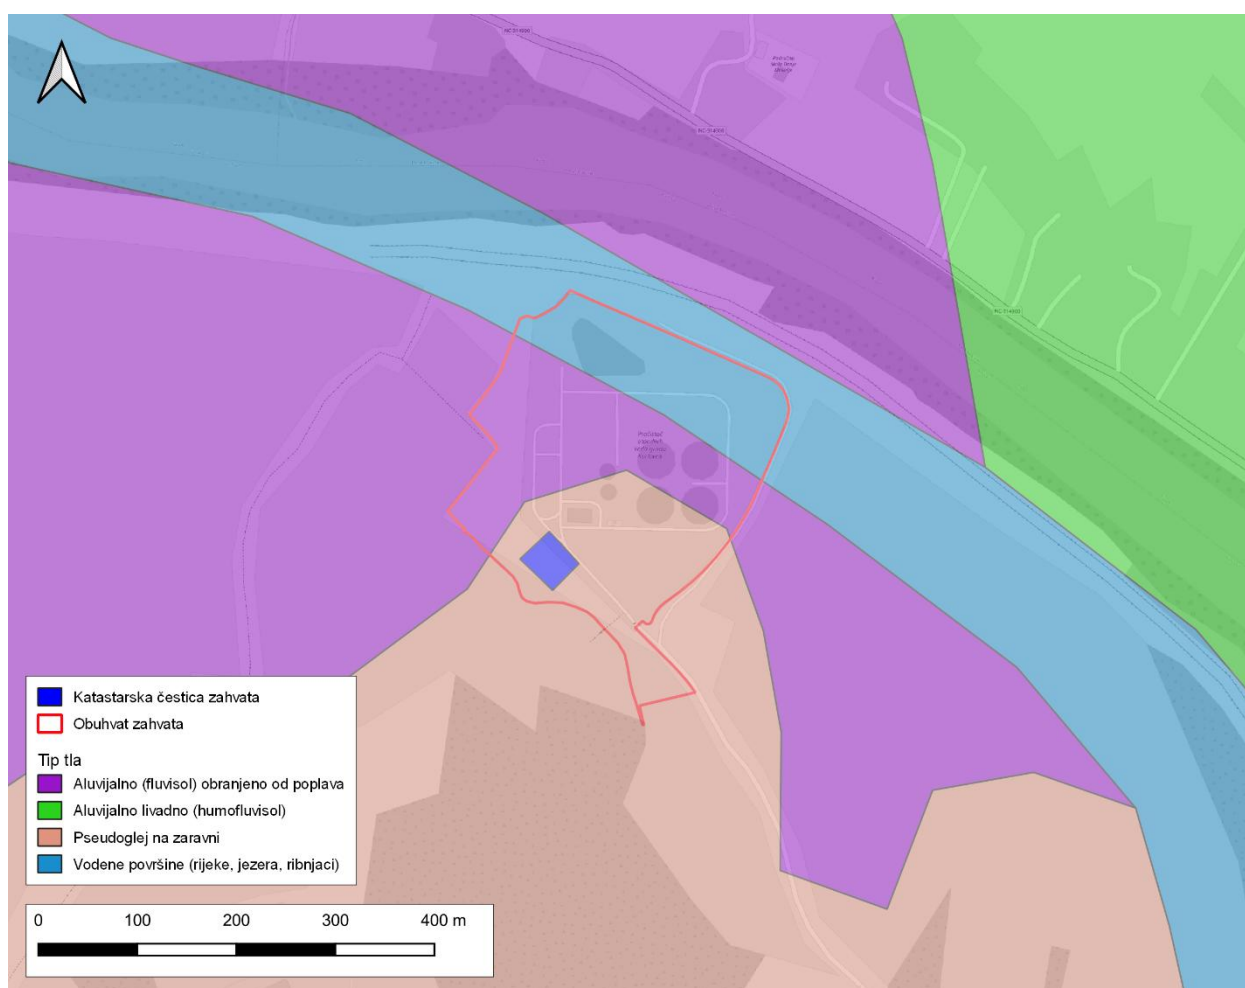 Katastarska čestica zahvata
Obuhvat zahvata
Tip tla
Aluvijalno (fluvisol) obranjeno od poplava
Aluvijalno livadno (humofluvisol)
Pseudoglej na zaravni
Vodene površine (rijeke, jezera, ribnjaci)
0 100 200 300 400 m